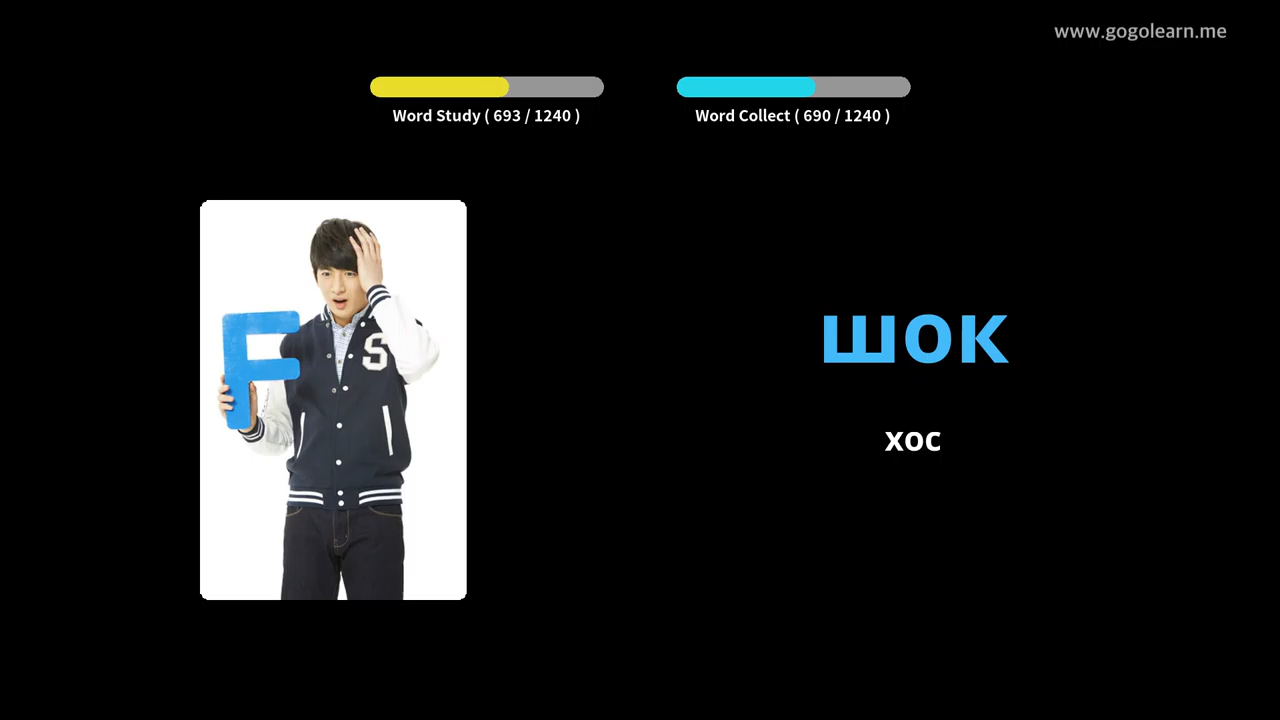 www.gogolearn.me
Word Study ( 693 / 1240 )
Word Collect ( 690 / 1240 )
F
S
шок
хос